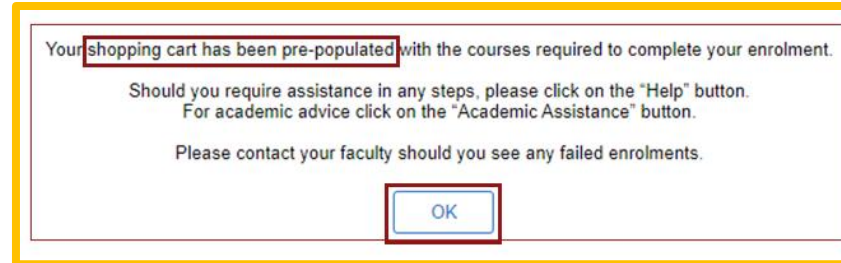 Your shopping cart has been pre-populated with the courses required to complete your enrolment.
Should you require assistance in any steps, please click on the “Help” button.
For academic advice click on the “Academic Assistance” button.
Please contact your faculty should you see any failed enrolments.
OK